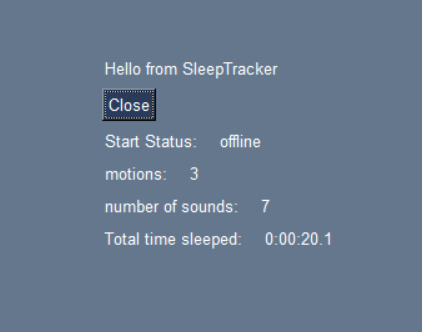 Hello from SleepTracker
Close
Start Status: offline
motions: 3
number of sounds: 7
Total time sleeped: 0:00:20.1